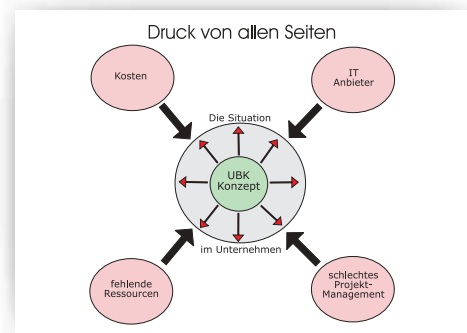 Druck von allen Seiten
Kosten
IT
Anbieter
Die Situation
UBK
Konzept
im Unternehmen
fehlende
Ressourcen
schlechtes
Projekt-
Management